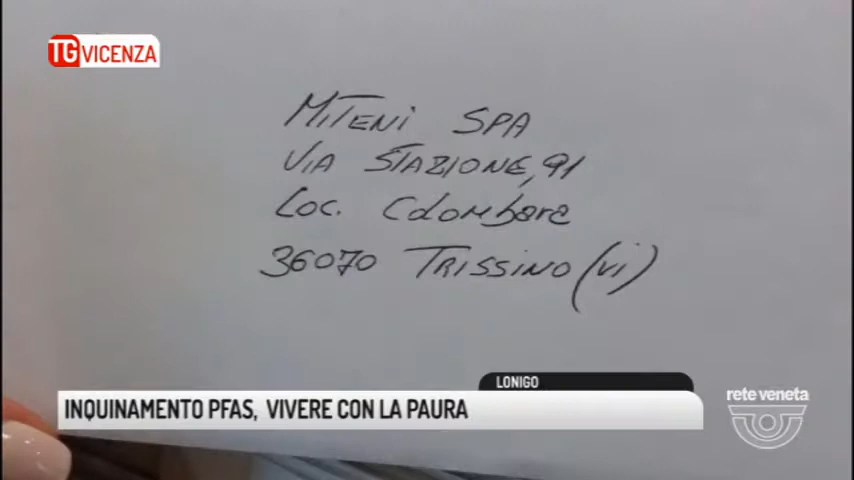 TG VICENZA
MITENi SPA
VIA STAZIONE, 91
Loc. Colombara
36070 TRISSINO (Vi)
LONIGO
INQUINAMENTO PFAS, VIVERE CON LA PAURA
rete veneta